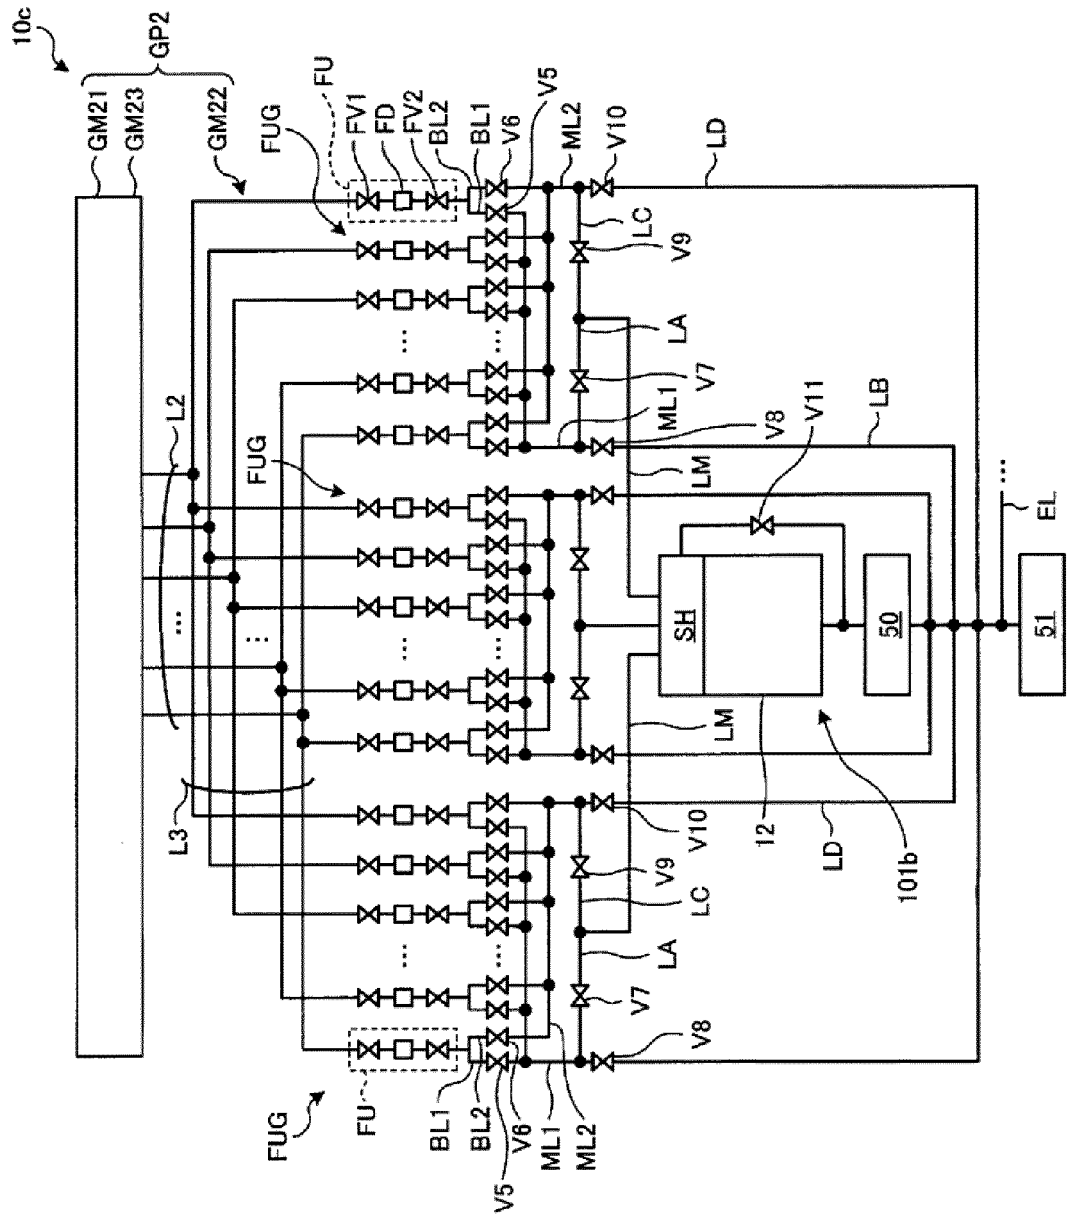 10c
GP2
GM21
GM23
GM22
FUG
FU
FV1
FD
FV2
BL2
BL1
V6
V5
ML2
V10
LD
L2
FUG
LC
V9
LA
V7
ML1
V8
LB
V11
LM
EL
...
SH
50
51
L3
LM
12
101b
LD
V10
V9
LC
LA
V7
V8
FUG
FU
BL1
BL2
V5
V6
ML1
ML2